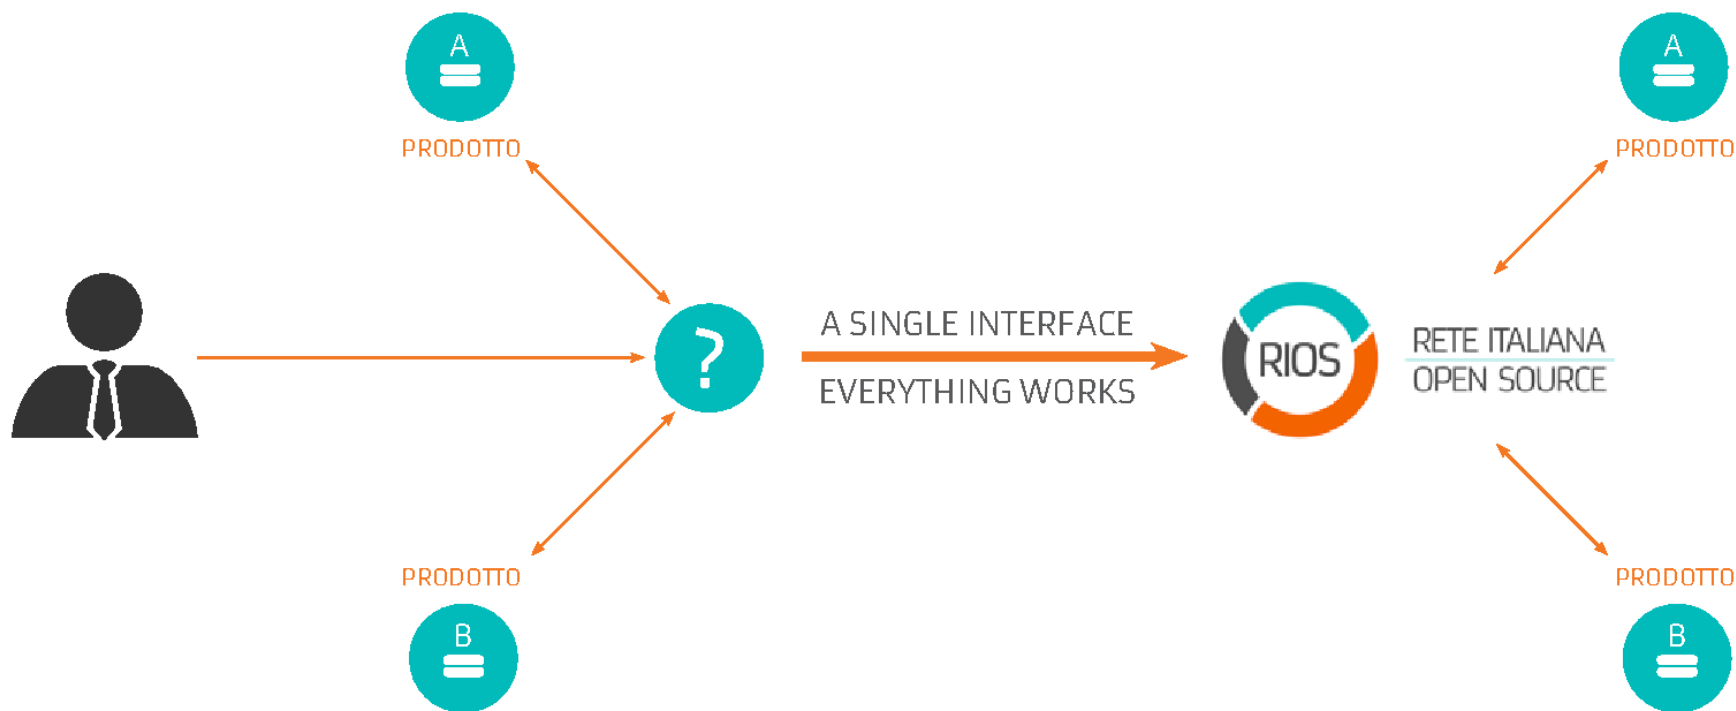 A
PRODOTTO
?
PRODOTTO
B
A SINGLE INTERFACE
EVERYTHING WORKS
RIOS
RETE ITALIANA
OPEN SOURCE
A
PRODOTTO
PRODOTTO
B